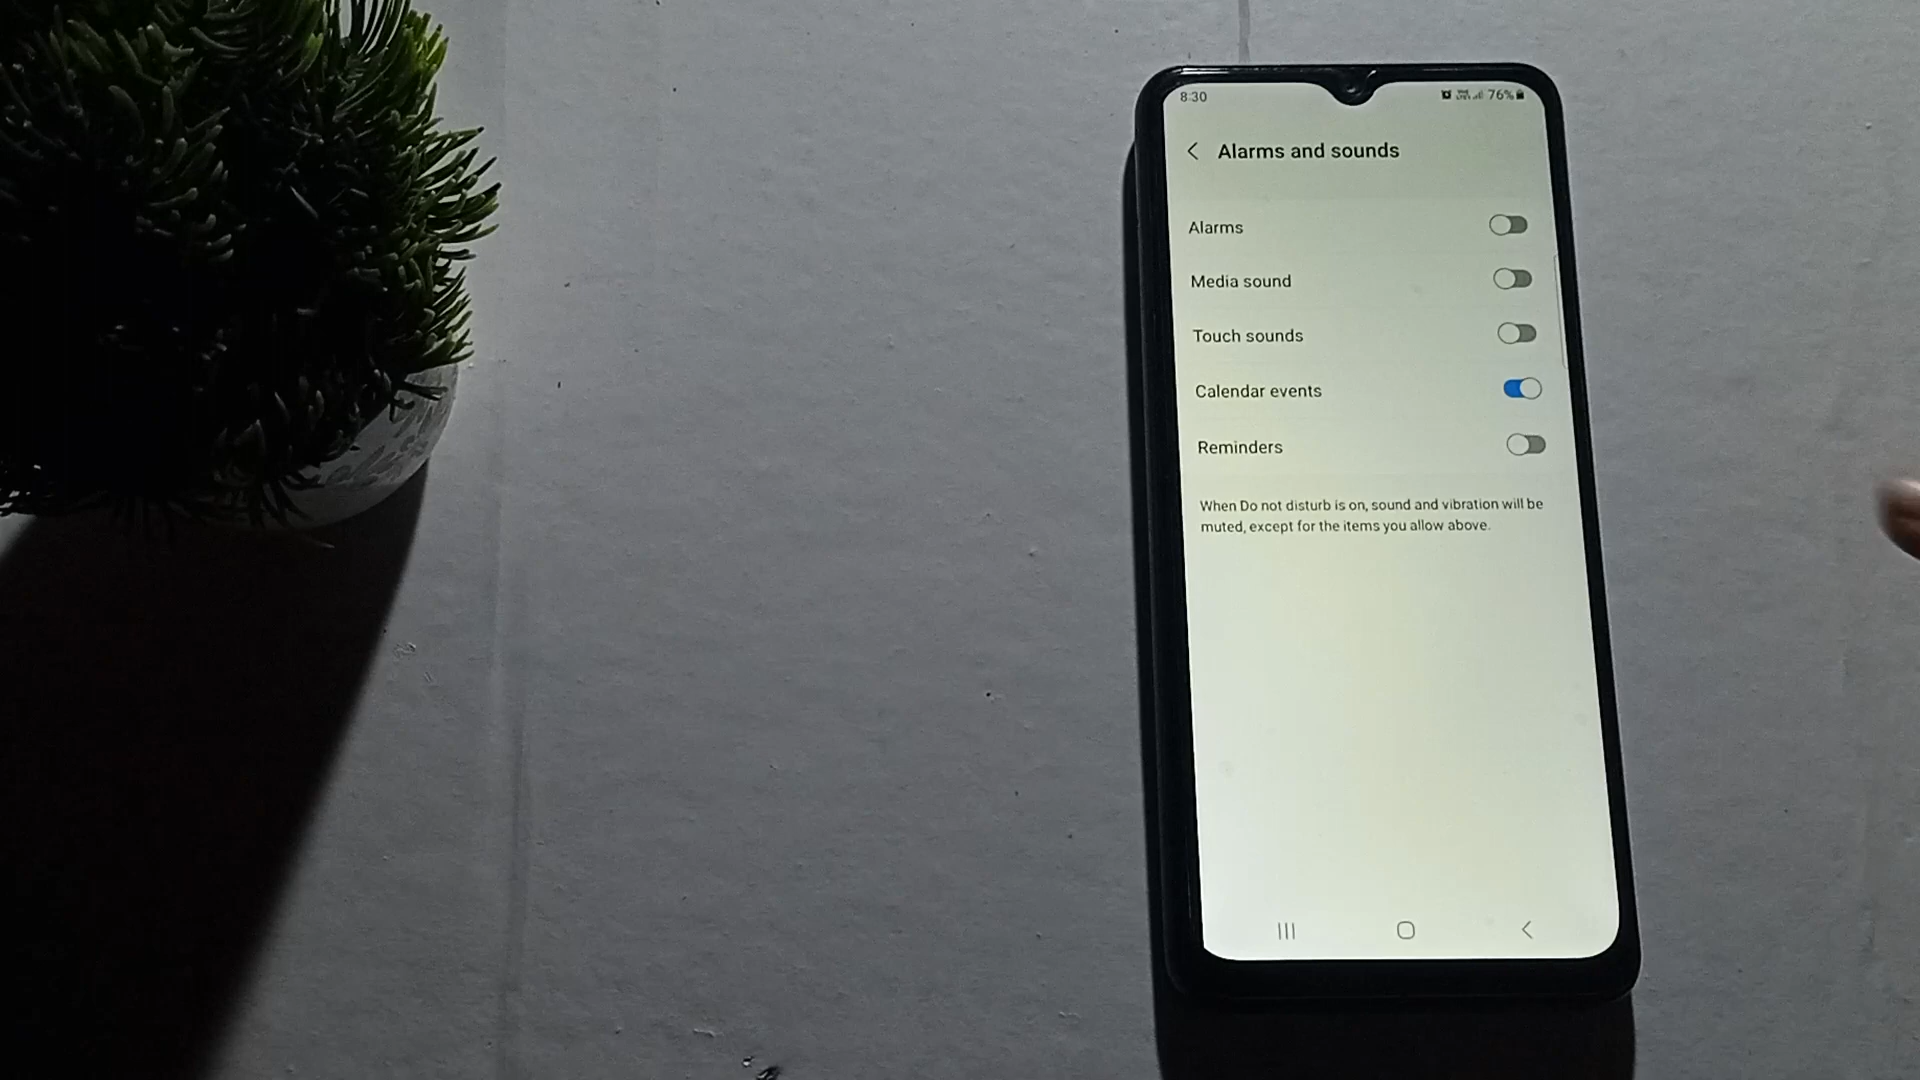 8:30
76%
Alarms and sounds
Alarms
Media sound
Touch sounds
Calendar events
Reminders
When Do not disturb is on, sound and vibration will be
muted, except for the items you allow above.